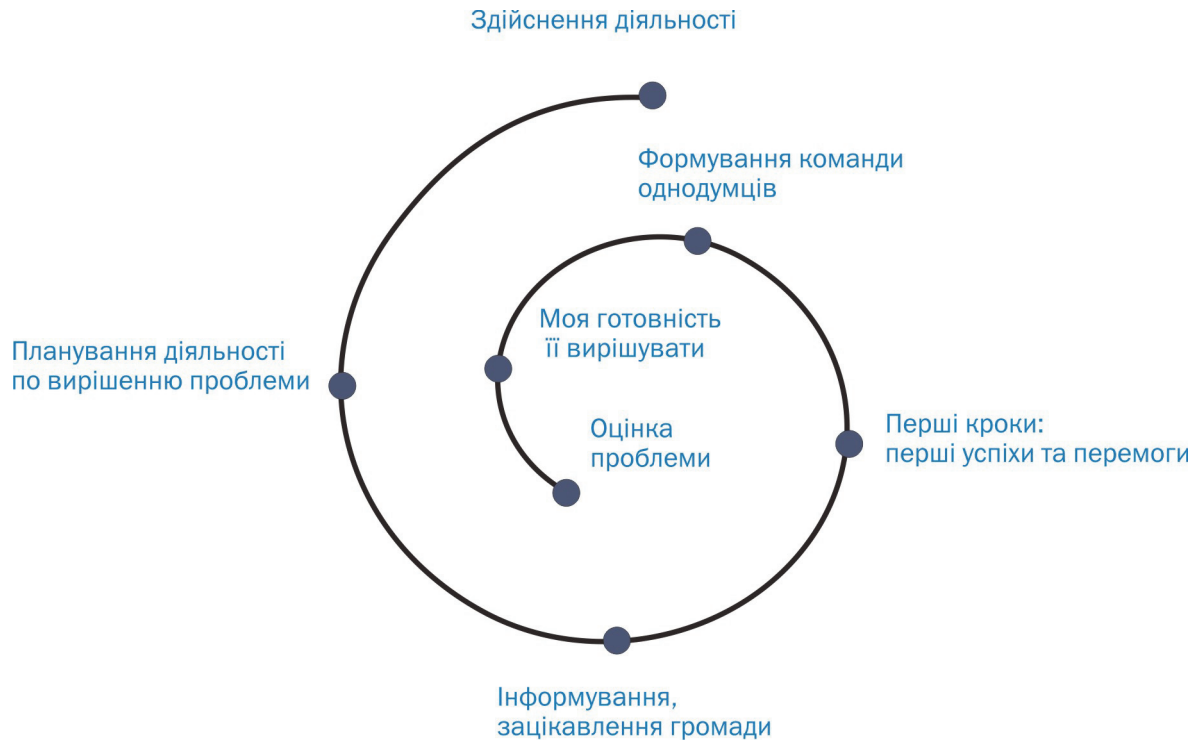 Здійснення діяльності
Формування команди
однодумців
Моя готовність
її вирішувати
Планування діяльності
по вирішенню проблеми
Оцінка
проблеми
Перші кроки:
перші успіхи та перемоги
Інформування,
зацікавлення громади